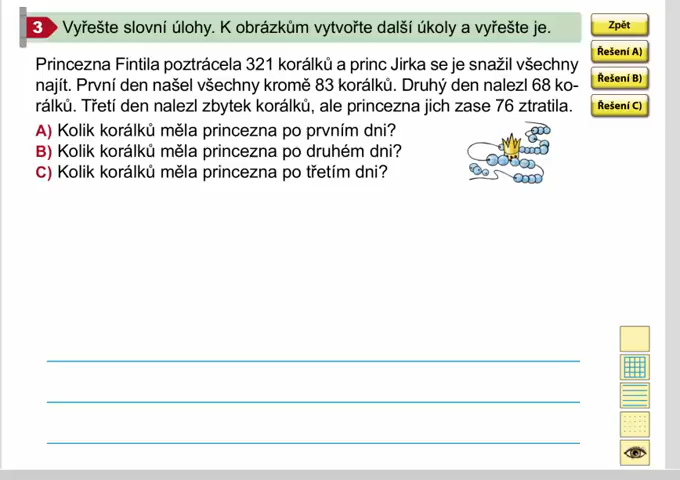 3 Vyřešte slovní úlohy. K obrázkům vytvořte další úkoly a vyřešte je.
Zpět
Řešení A)
Řešení B)
Řešení C)
Princezna Fintila poztrácela 321 korálků a princ Jirka se je snažil všechny
najít. První den našel všechny kromě 83 korálků. Druhý den nalezl 68 ko-
rálků. Třetí den nalezl zbytek korálků, ale princezna jich zase 76 ztratila.
A) Kolik korálků měla princezna po prvním dni?
B) Kolik korálků měla princezna po druhém dni?
C) Kolik korálků měla princezna po třetím dni?